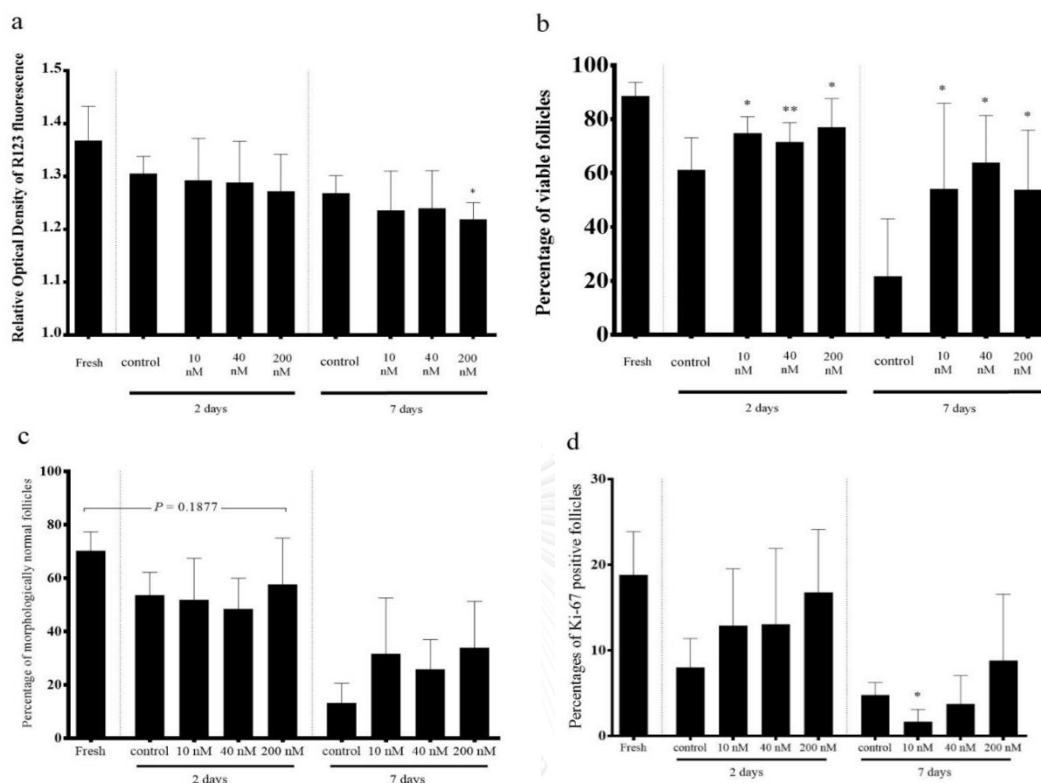 a
Relative Optical Density of R123 fluorescence
1.5
1.4
1.3
1.2
1.1
1.0
*
Fresh control 10 nM 40 nM 200 nM control 10 nM 40 nM 200 nM
2 days 7 days
b
Percentage of viable follicles
100
80
60
40
20
0
* ** * * * *
Fresh control 10 nM 40 nM 200 nM control 10 nM 40 nM 200 nM
2 days 7 days
c
Percentage of morphologically normal follicles
100
80
60
40
20
0
P = 0.1877
Fresh control 10 nM 40 nM 200 nM control 10 nM 40 nM 200 nM
2 days 7 days
d
Percentages of Ki-67 positive follicles
30
20
10
0
*
Fresh control 10 nM 40 nM 200 nM control 10 nM 40 nM 200 nM
2 days 7 days